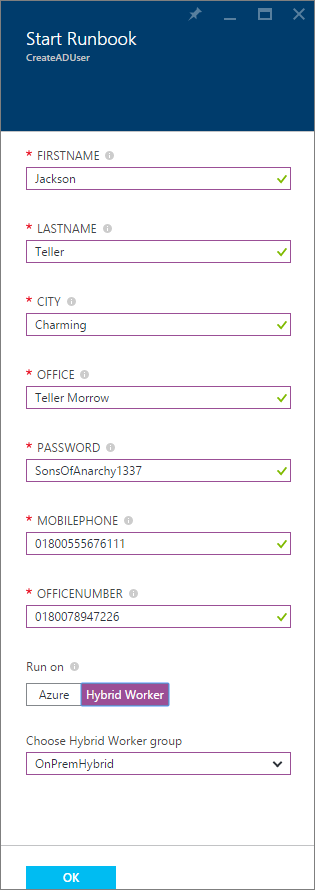 Start Runbook
CreateADUser
* FIRSTNAME
Jackson
* LASTNAME
Teller
* CITY
Charming
* OFFICE
Teller Morrow
* PASSWORD
SonsOfAnarchy1337
* MOBILEPHONE
01800555676111
* OFFICENUMBER
0180078947226
Run on
Azure Hybrid Worker
Choose Hybrid Worker group
OnPremHybrid
OK